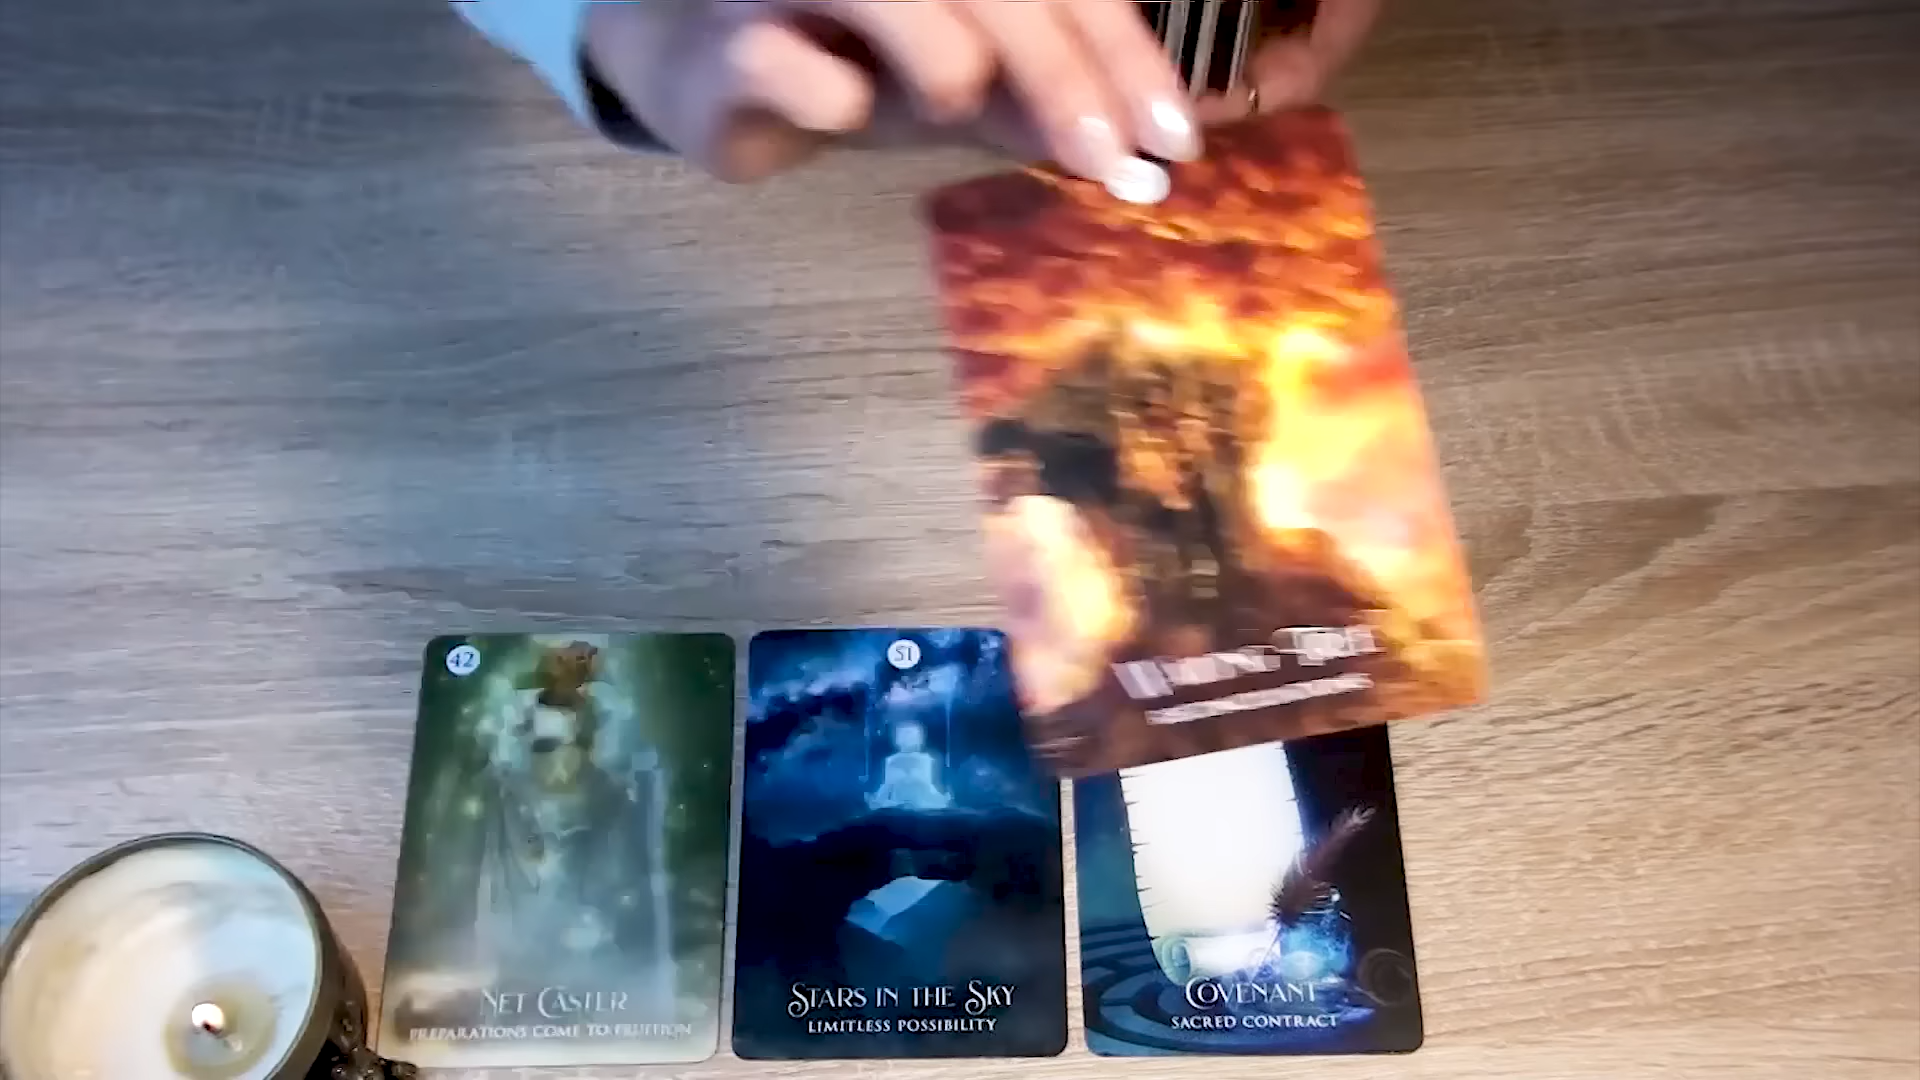 42
51
NET CASTER
PREPARATIONS COME TO FRUITION
STARS IN THE SKY
LIMITLESS POSSIBILITY
COVENANT
SACRED CONTRACT